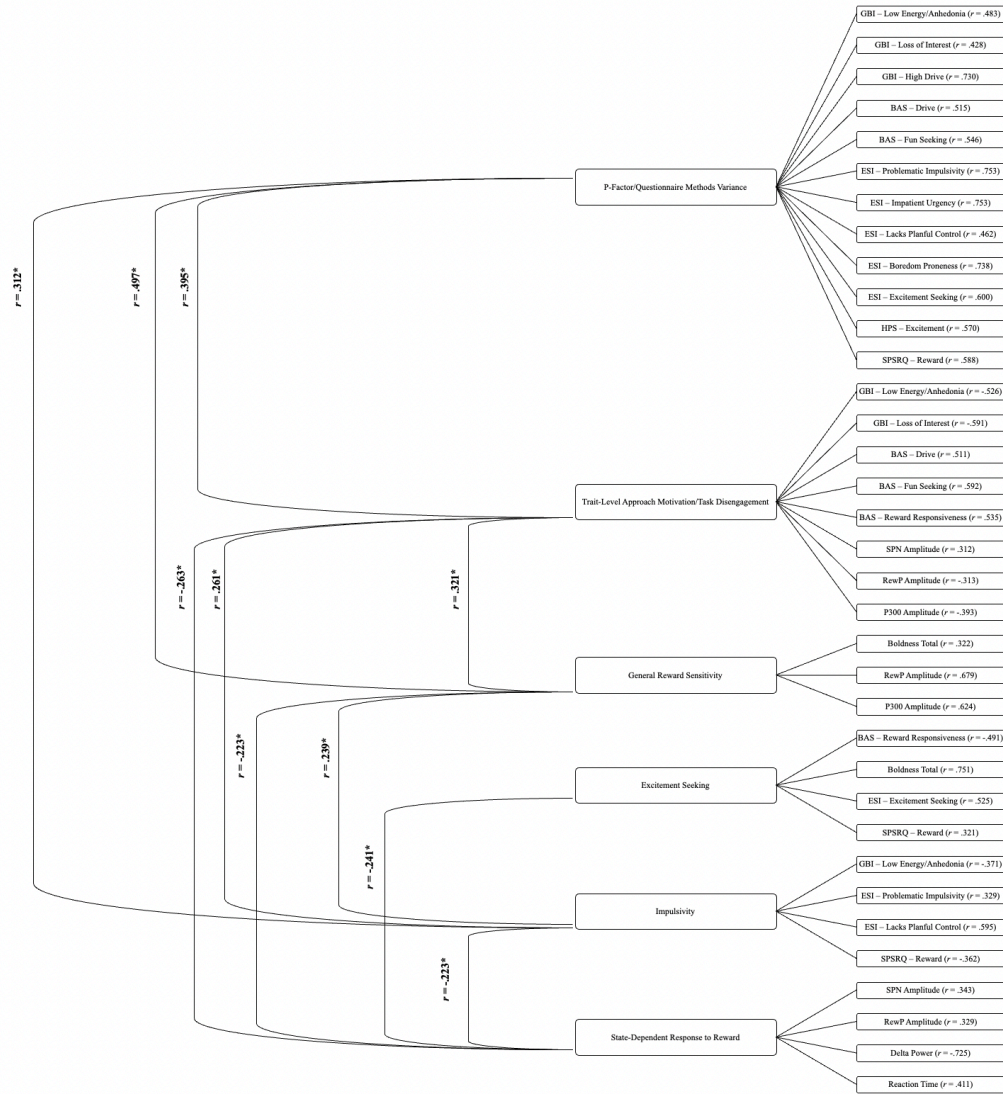 GBI – Low Energy/Anhedonia (r = .483)
GBI – Loss of Interest (r = .428)
GBI – High Drive (r = .730)
BAS – Drive (r = .515)
BAS – Fun Seeking (r = .546)
ESI – Problematic Impulsivity (r = .753)
P-Factor/Questionnaire Methods Variance
ESI – Impatient Urgency (r = .753)
ESI – Lacks Planful Control (r = .462)
ESI – Boredom Proneness (r = .738)
ESI – Excitement Seeking (r = .600)
HPS – Excitement (r = .570)
SPSRQ – Reward (r = .588)
r = .312*
r = .497*
r = .395*
GBI – Low Energy/Anhedonia (r = -.526)
GBI – Loss of Interest (r = -.591)
BAS – Drive (r = .511)
BAS – Fun Seeking (r = .592)
Trait-Level Approach Motivation/Task Disengagement
BAS – Reward Responsiveness (r = .535)
SPN Amplitude (r = .312)
RewP Amplitude (r = -.313)
P300 Amplitude (r = -.393)
r = -.263*
r = .261*
r = .321*
Boldness Total (r = .322)
General Reward Sensitivity
RewP Amplitude (r = .679)
P300 Amplitude (r = .624)
r = -.223*
r = .239*
BAS – Reward Responsiveness (r = -.491)
Boldness Total (r = .751)
Excitement Seeking
ESI – Excitement Seeking (r = .525)
SPSRQ – Reward (r = .321)
r = -.241*
GBI – Low Energy/Anhedonia (r = -.371)
ESI – Problematic Impulsivity (r = .329)
Impulsivity
ESI – Lacks Planful Control (r = .595)
SPSRQ – Reward (r = -.362)
r = -.223*
SPN Amplitude (r = .343)
RewP Amplitude (r = .329)
State-Dependent Response to Reward
Delta Power (r = -.725)
Reaction Time (r = .411)